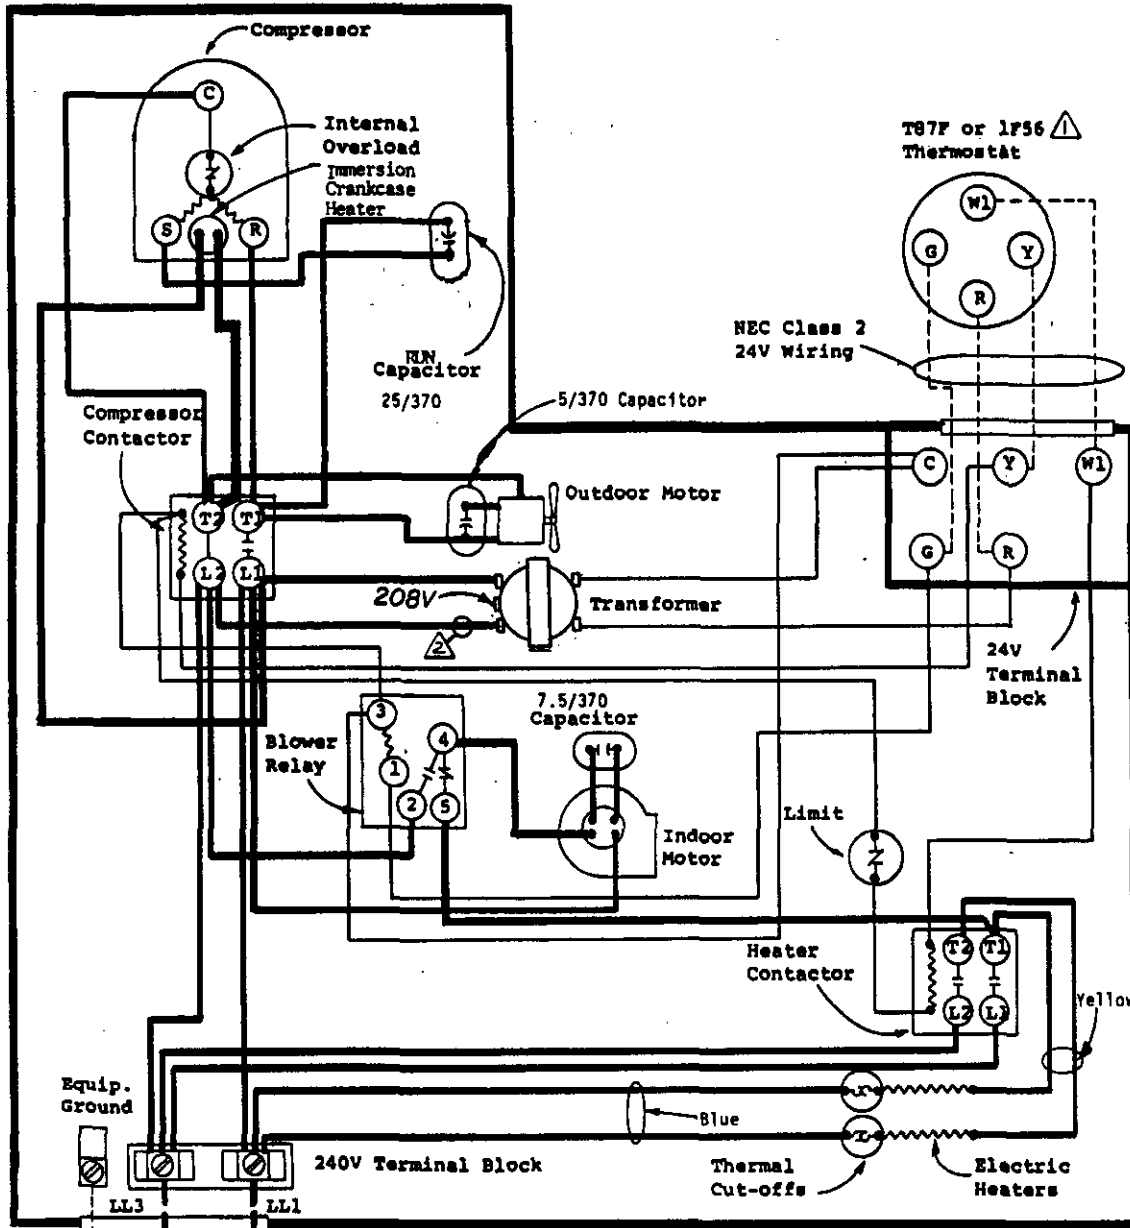 Compressor
C
Internal
Overload
Immersion
Crankcase
Heater
S
R
T87F or 1F56 1
Thermostat
W1
G
Y
R
NEC Class 2
24V Wiring
RUN
Capacitor
25/370
5/370 Capacitor
Compressor
Contactor
C
Y
W1
Outdoor Motor
T2
T1
G
R
L2
L1
208V
Transformer
2
24V
Terminal
Block
7.5/370
Capacitor
3
4
Blower
Relay
1
2
5
Limit
Indoor
Motor
Heater
Contactor
T2
T1
L2
L1
Yellow
Equip.
Ground
Blue
240V Terminal Block
Thermal
Cut-offs
Electric
Heaters
LL3
LL1